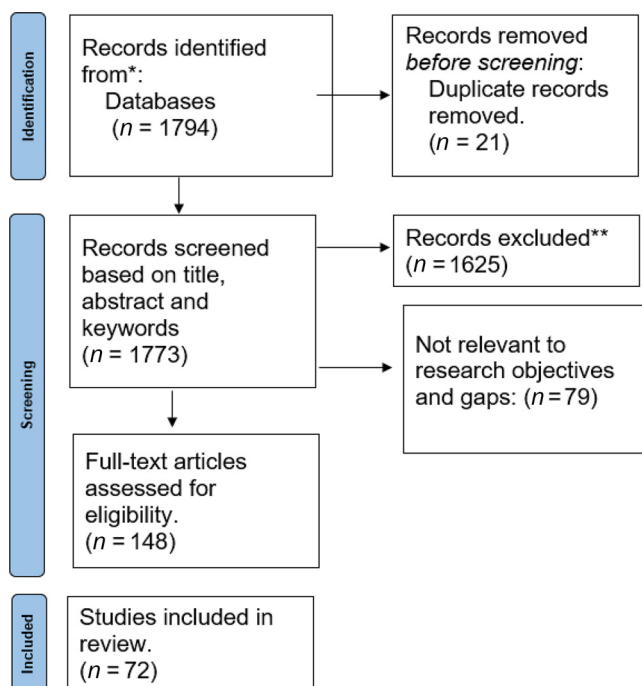 Identification
Records identified
from*:
Databases
(n = 1794)
Records removed
before screening:
Duplicate records
removed.
(n = 21)
Screening
Records screened
based on title,
abstract and
keywords
(n = 1773)
Records excluded**
(n = 1625)
Not relevant to
research objectives
and gaps: (n = 79)
Full-text articles
assessed for
eligibility.
(n = 148)
Included
Studies included in
review.
(n = 72)